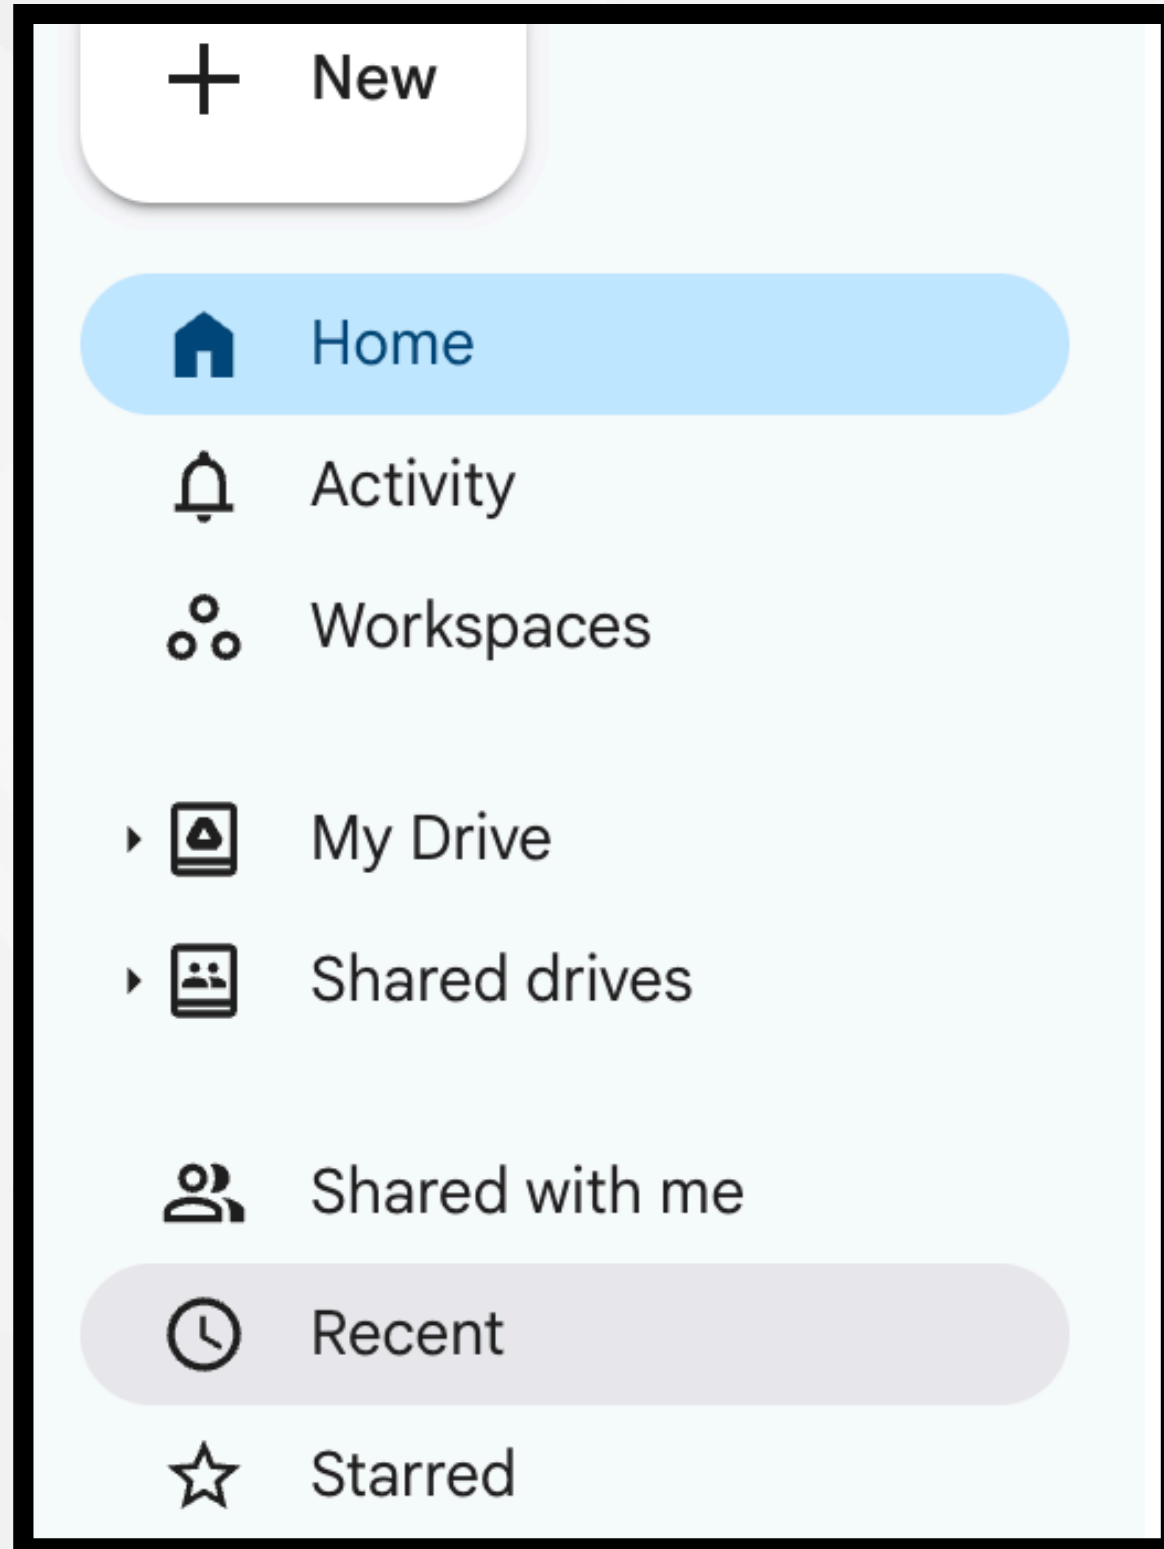 New
Home
Activity
Workspaces
My Drive
Shared drives
Shared with me
Recent
Starred